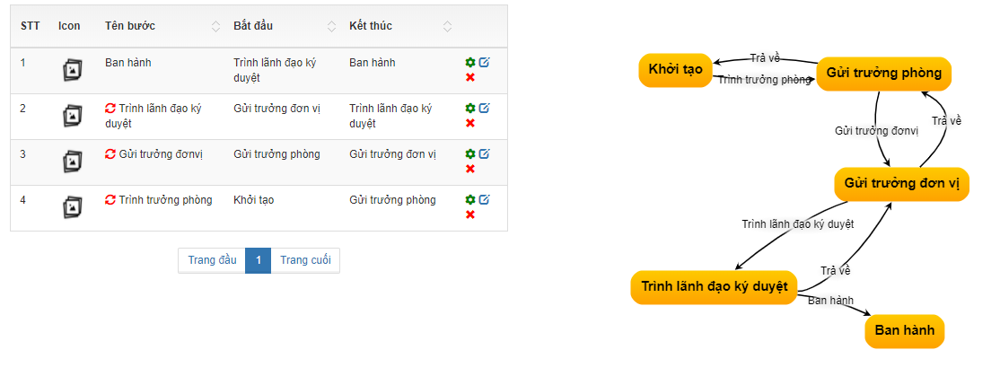 STT Icon Tên bước Bắt đầu Kết thúc
1 Ban hành Trình lãnh đạo ký Ban hành
duyệt
2 Trình lãnh đạo ký Gửi trưởng đơn vị Trình lãnh đạo ký
duyệt duyệt
3 Gửi trưởng đơnvị Gửi trưởng phòng Gửi trưởng đơn vị
4 Trình trưởng phòng Khởi tạo Gửi trưởng phòng
Trang đầu 1 Trang cuối
Trả về
Khởi tạo
Gửi trưởng phòng
Trình trưởng phòng
Trả về
Gửi trưởng đơnvị
Gửi trưởng đơn vị
Trình lãnh đạo ký duyệt
Trả về
Trình lãnh đạo ký duyệt
Ban hành
Ban hành